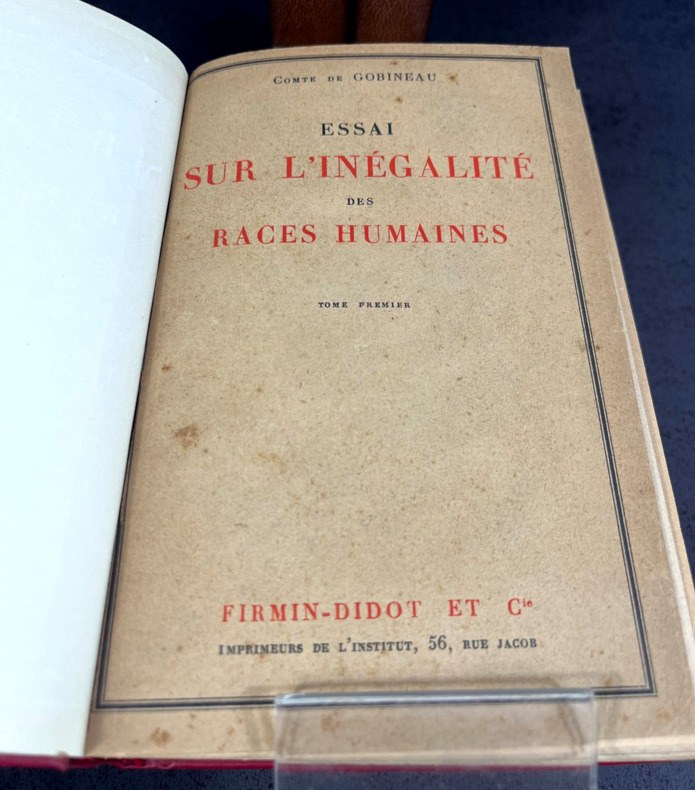 COMTE DE GOBINEAU
ESSAI
SUR L'INÉGALITÉ
DES
RACES HUMAINES
TOME PREMIER
FIRMIN-DIDOT ET Cie
IMPRIMEURS DE L'INSTITUT, 56, RUE JACOB